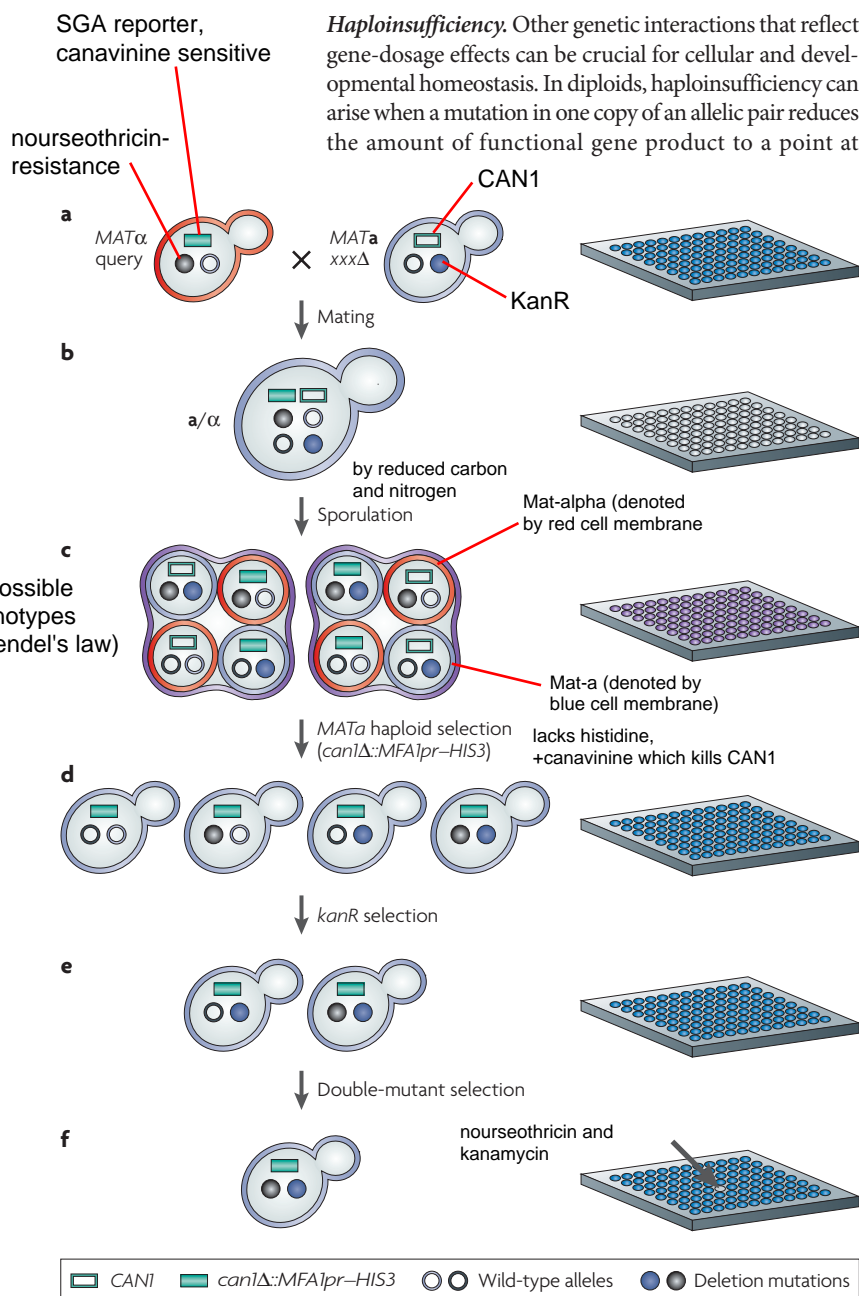 SGA reporter,
canavinine sensitive
Haploinsufficiency. Other genetic interactions that reflect
gene-dosage effects can be crucial for cellular and devel-
opmental homeostasis. In diploids, haploinsufficiency can
arise when a mutation in one copy of an allelic pair reduces
the amount of functional gene product to a point at
nourseothricin-
resistance
CAN1
a
MATα
query
×
MATa
xxxΔ
KanR
Mating
b
a/α
by reduced carbon
and nitrogen
Sporulation
Mat-alpha (denoted
by red cell membrane
c
ossible
notypes
endel's law)
Mat-a (denoted by
blue cell membrane)
MATa haploid selection
(can1Δ::MFA1pr–HIS3)
lacks histidine,
+canavinine which kills CAN1
d
kanR selection
e
Double-mutant selection
f
nourseothricin and
kanamycin
CAN1 can1Δ::MFA1pr–HIS3 Wild-type alleles Deletion mutations